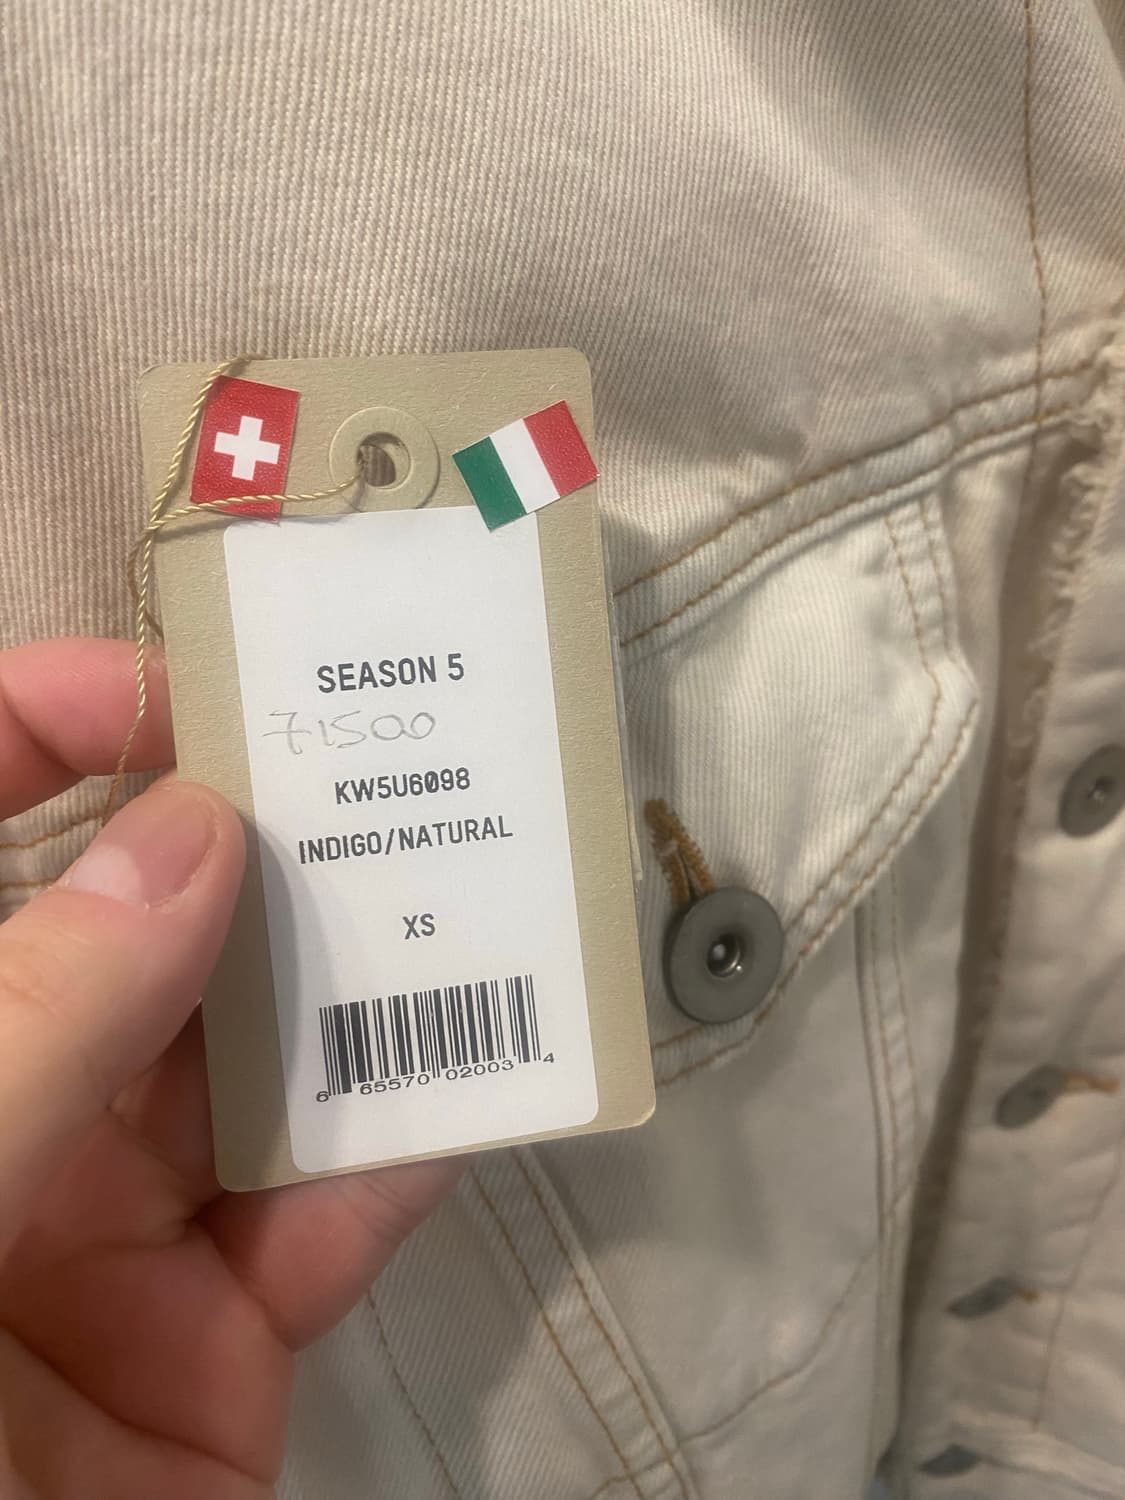 SEASON 5
71500
KW5U6098
INDIGO/NATURAL
XS
6 65570 02003 4